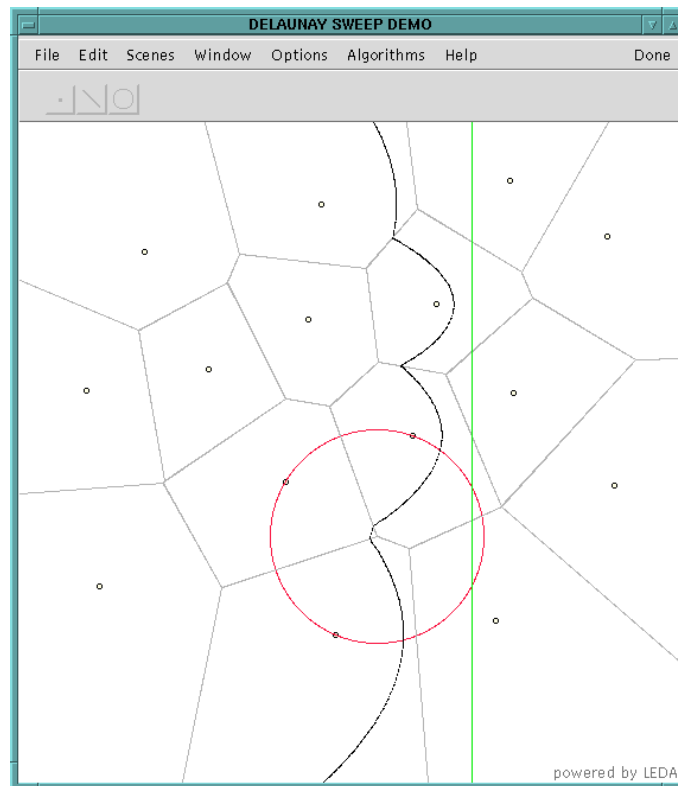 DELAUNAY SWEEP DEMO
File Edit Scenes Window Options Algorithms Help Done
powered by LEDA